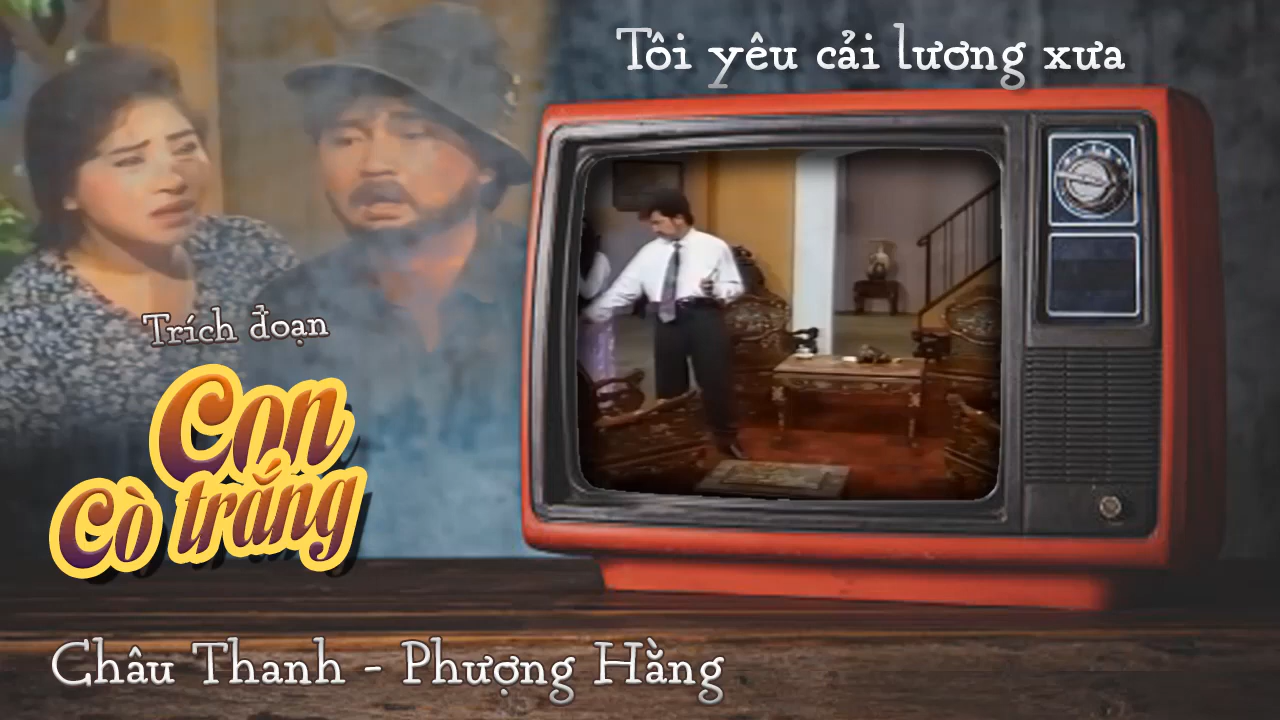 Tôi yêu cải lương xưa
Trích đoạn
Con
Cò trắng
Châu Thanh - Phượng Hằng